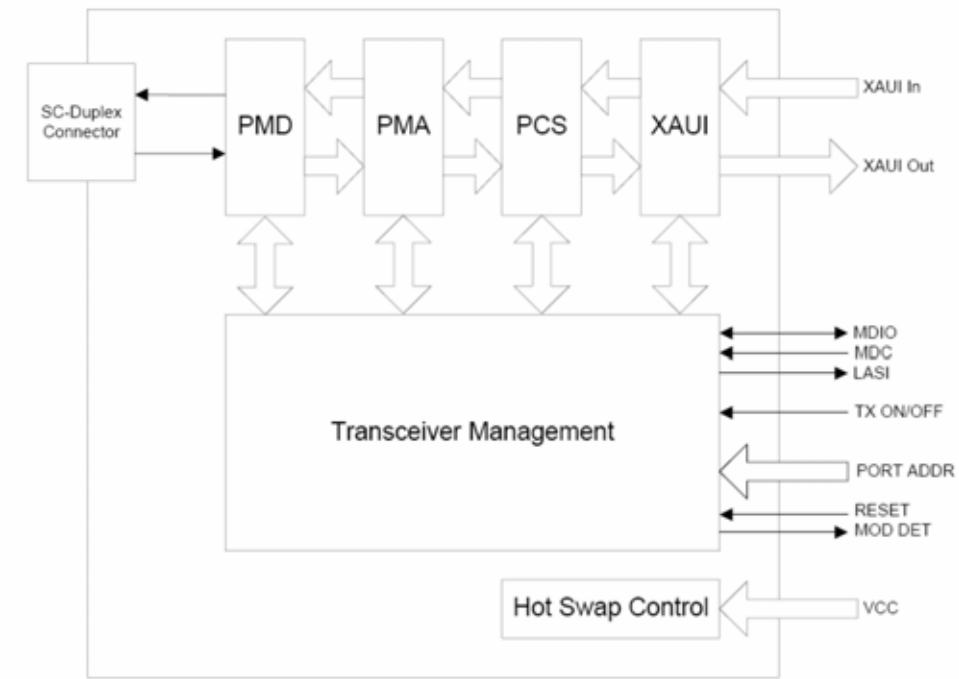 SC-Duplex
Connector
PMD
PMA
PCS
XAUI
XAUI In
XAUI Out
Transceiver Management
MDIO
MDC
LASI
TX ON/OFF
PORT ADDR
RESET
MOD DET
Hot Swap Control
VCC